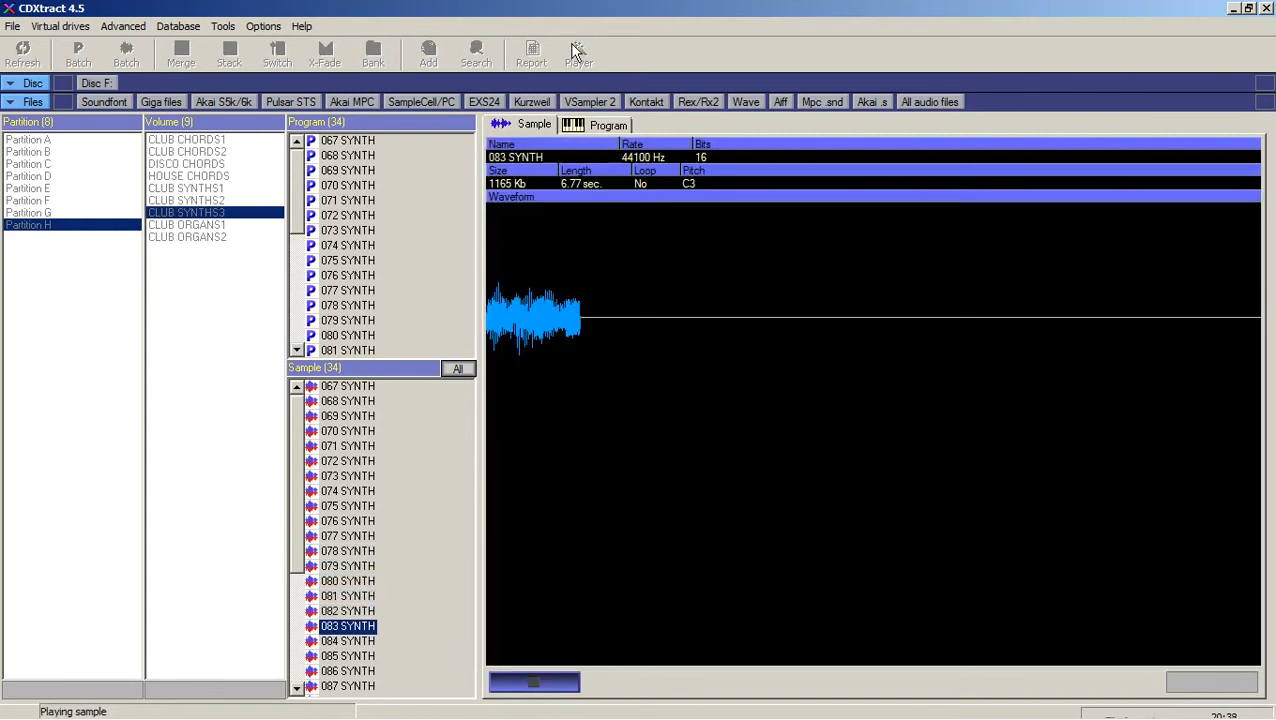 CDXtract 4.5
File Virtual drives Advanced Database Tools Options Help
Refresh Batch Batch Merge Stack Switch X-Fade Bank Add Search Report Player
Disc Disc F:
Files Soundfont Giga files Akai S5k/6k Pulsar STS Akai MPC SampleCell/PC EXS24 Kurzweil VSampler 2 Kontakt Rex/Rx2 Wave Aiff Mpc .snd Akai .s All audio files
Partition (8)
Partition A
Partition B
Partition C
Partition D
Partition E
Partition F
Partition G
Partition H
Volume (9)
CLUB CHORDS1
CLUB CHORDS2
DISCO CHORDS
HOUSE CHORDS
CLUB SYNTHS1
CLUB SYNTHS2
CLUB SYNTHS3
CLUB ORGANS1
CLUB ORGANS2
Program (34)
P 067 SYNTH
P 068 SYNTH
P 069 SYNTH
P 070 SYNTH
P 071 SYNTH
P 072 SYNTH
P 073 SYNTH
P 074 SYNTH
P 075 SYNTH
P 076 SYNTH
P 077 SYNTH
P 078 SYNTH
P 079 SYNTH
P 080 SYNTH
P 081 SYNTH
Sample (34) All
067 SYNTH
068 SYNTH
069 SYNTH
070 SYNTH
071 SYNTH
072 SYNTH
073 SYNTH
074 SYNTH
075 SYNTH
076 SYNTH
077 SYNTH
078 SYNTH
079 SYNTH
080 SYNTH
081 SYNTH
082 SYNTH
083 SYNTH
084 SYNTH
085 SYNTH
086 SYNTH
087 SYNTH
Sample Program
Name Rate Bits
083 SYNTH 44100 Hz 16
Size Length Loop Pitch
1165 Kb 6.77 sec. No C3
Waveform
Playing sample
20:38